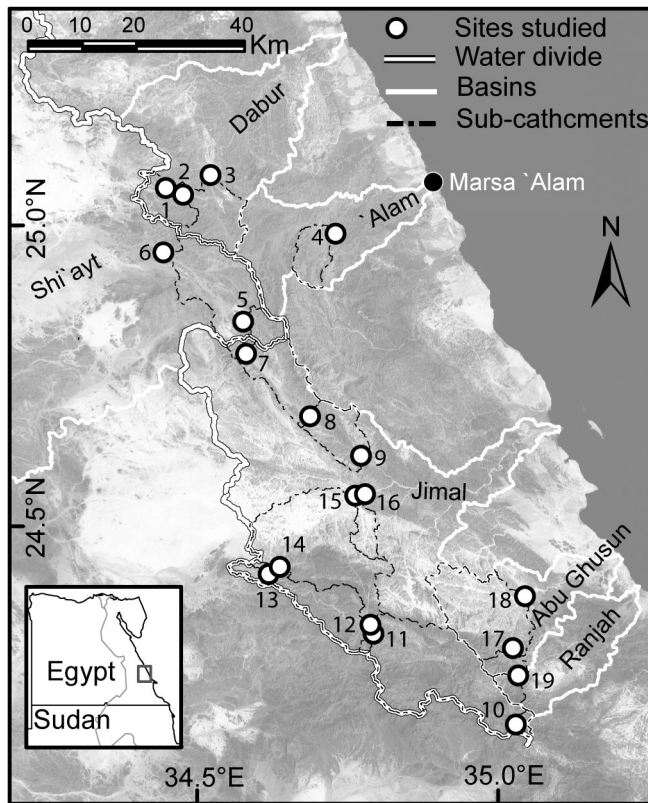 0 20 40
Km
Sites studied
Water divide
Basins
Sub-cathcments
Dabur
Marsa `Alam
`Alam
Shi`ayt
Jimal
Abu Ghusun
Ranjah
N
1
2
3
4
5
6
7
8
9
15
16
14
13
12
11
18
17
19
10
25.0°N
24.5°N
34.5°E
35.0°E
Egypt
Sudan